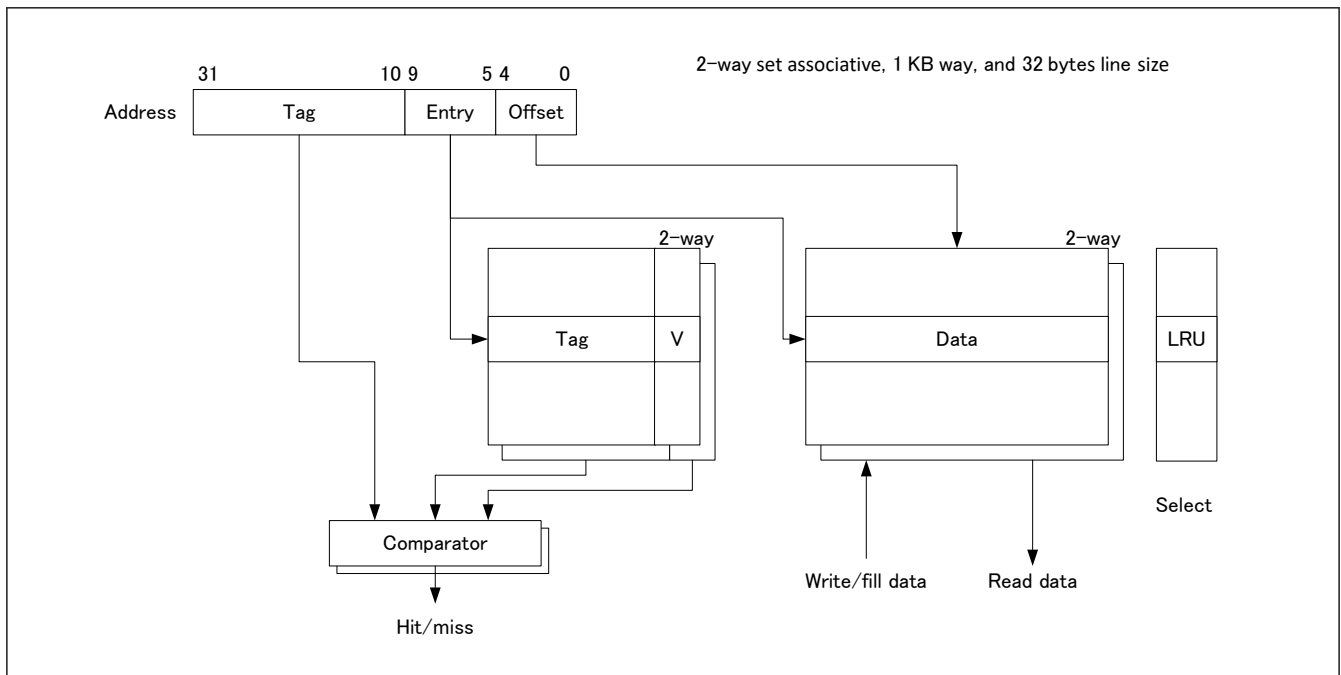 2-way set associative, 1 KB way, and 32 bytes line size
31 10 9 5 4 0
Address Tag Entry Offset
2-way 2-way
Tag V Data LRU
Select
Comparator
Write/fill data Read data
Hit/miss